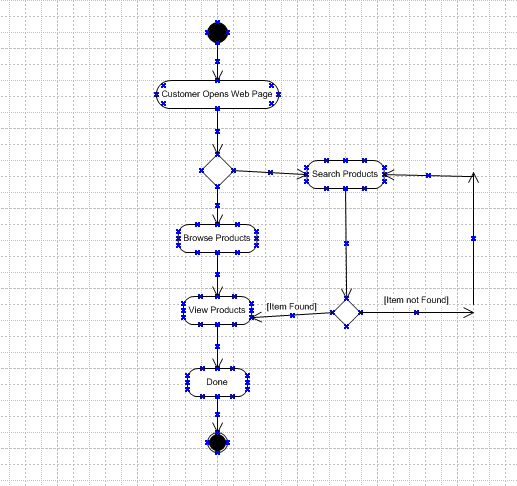 Customer Opens Web Page
Search Products
Browse Products
[Item not Found]
[Item Found]
View Products
Done